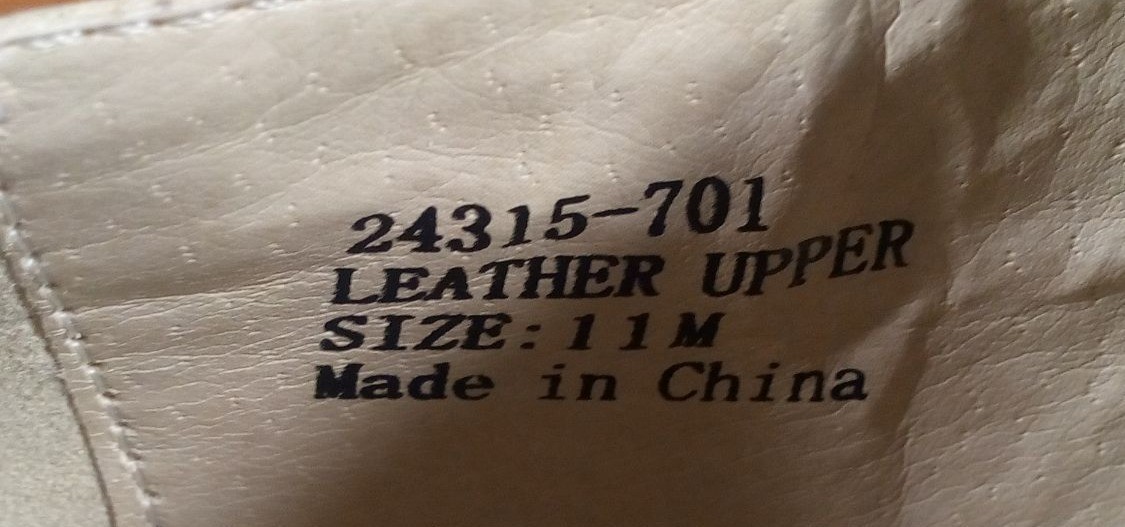 24315-701
LEATHER UPPER
SIZE:11M
Made in China